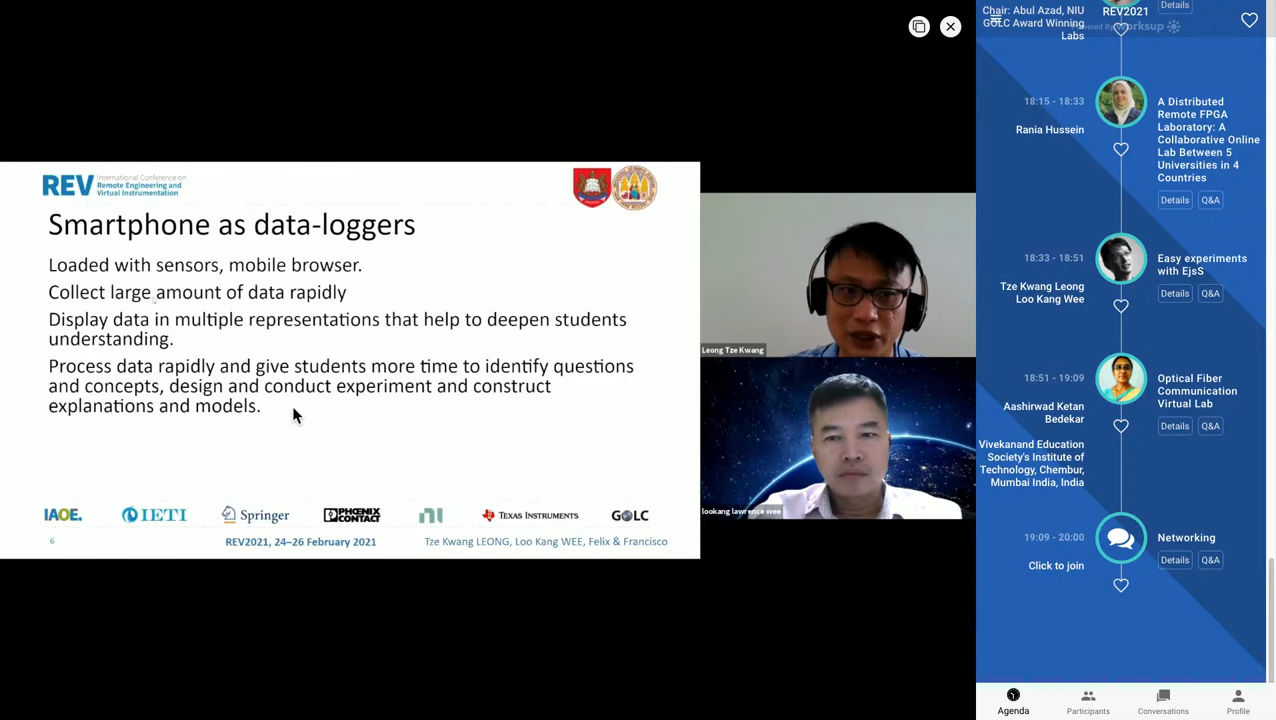 REV
International Conference on
Remote Engineering and
Virtual Instrumentation
Smartphone as data-loggers
Loaded with sensors, mobile browser.
Collect large amount of data rapidly
Display data in multiple representations that help to deepen students
understanding.
Process data rapidly and give students more time to identify questions
and concepts, design and conduct experiment and construct
explanations and models.
IAOE.
IETI
Springer
PHŒNIX
CONTACT
ni
TEXAS INSTRUMENTS
GOLC
6
REV2021, 24–26 February 2021
Tze Kwang LEONG, Loo Kang WEE, Felix & Francisco
Leong Tze Kwang
lookang lawrence wee
Chair: Abul Azad, NIU
GOLC Award Winning
Labs
REV2021
Powered By worksup
Details
18:15 - 18:33
Rania Hussein
A Distributed
Remote FPGA
Laboratory: A
Collaborative Online
Lab Between 5
Universities in 4
Countries
Details Q&A
18:33 - 18:51
Tze Kwang Leong
Loo Kang Wee
Easy experiments
with EjsS
Details Q&A
18:51 - 19:09
Aashirwad Ketan
Bedekar
Vivekanand Education
Society's Institute of
Technology, Chembur,
Mumbai India, India
Optical Fiber
Communication
Virtual Lab
Details Q&A
19:09 - 20:00
Click to join
Networking
Details Q&A
Agenda
Participants
Conversations
Profile